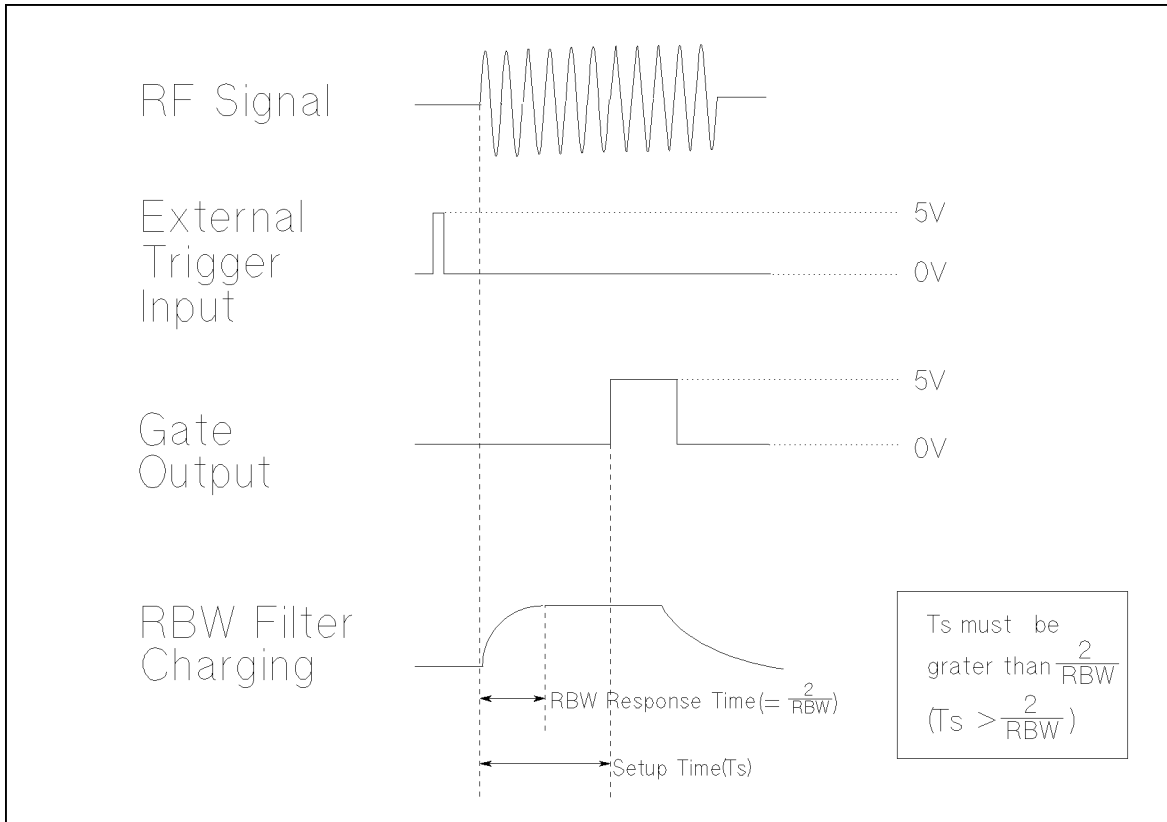 RF Signal
External
Trigger
Input
5V
0V
Gate
Output
5V
0V
RBW Filter
Charging
RBW Response Time(= 2/RBW)
Setup Time(Ts)
Ts must be
grater than 2/RBW
(Ts > 2/RBW)